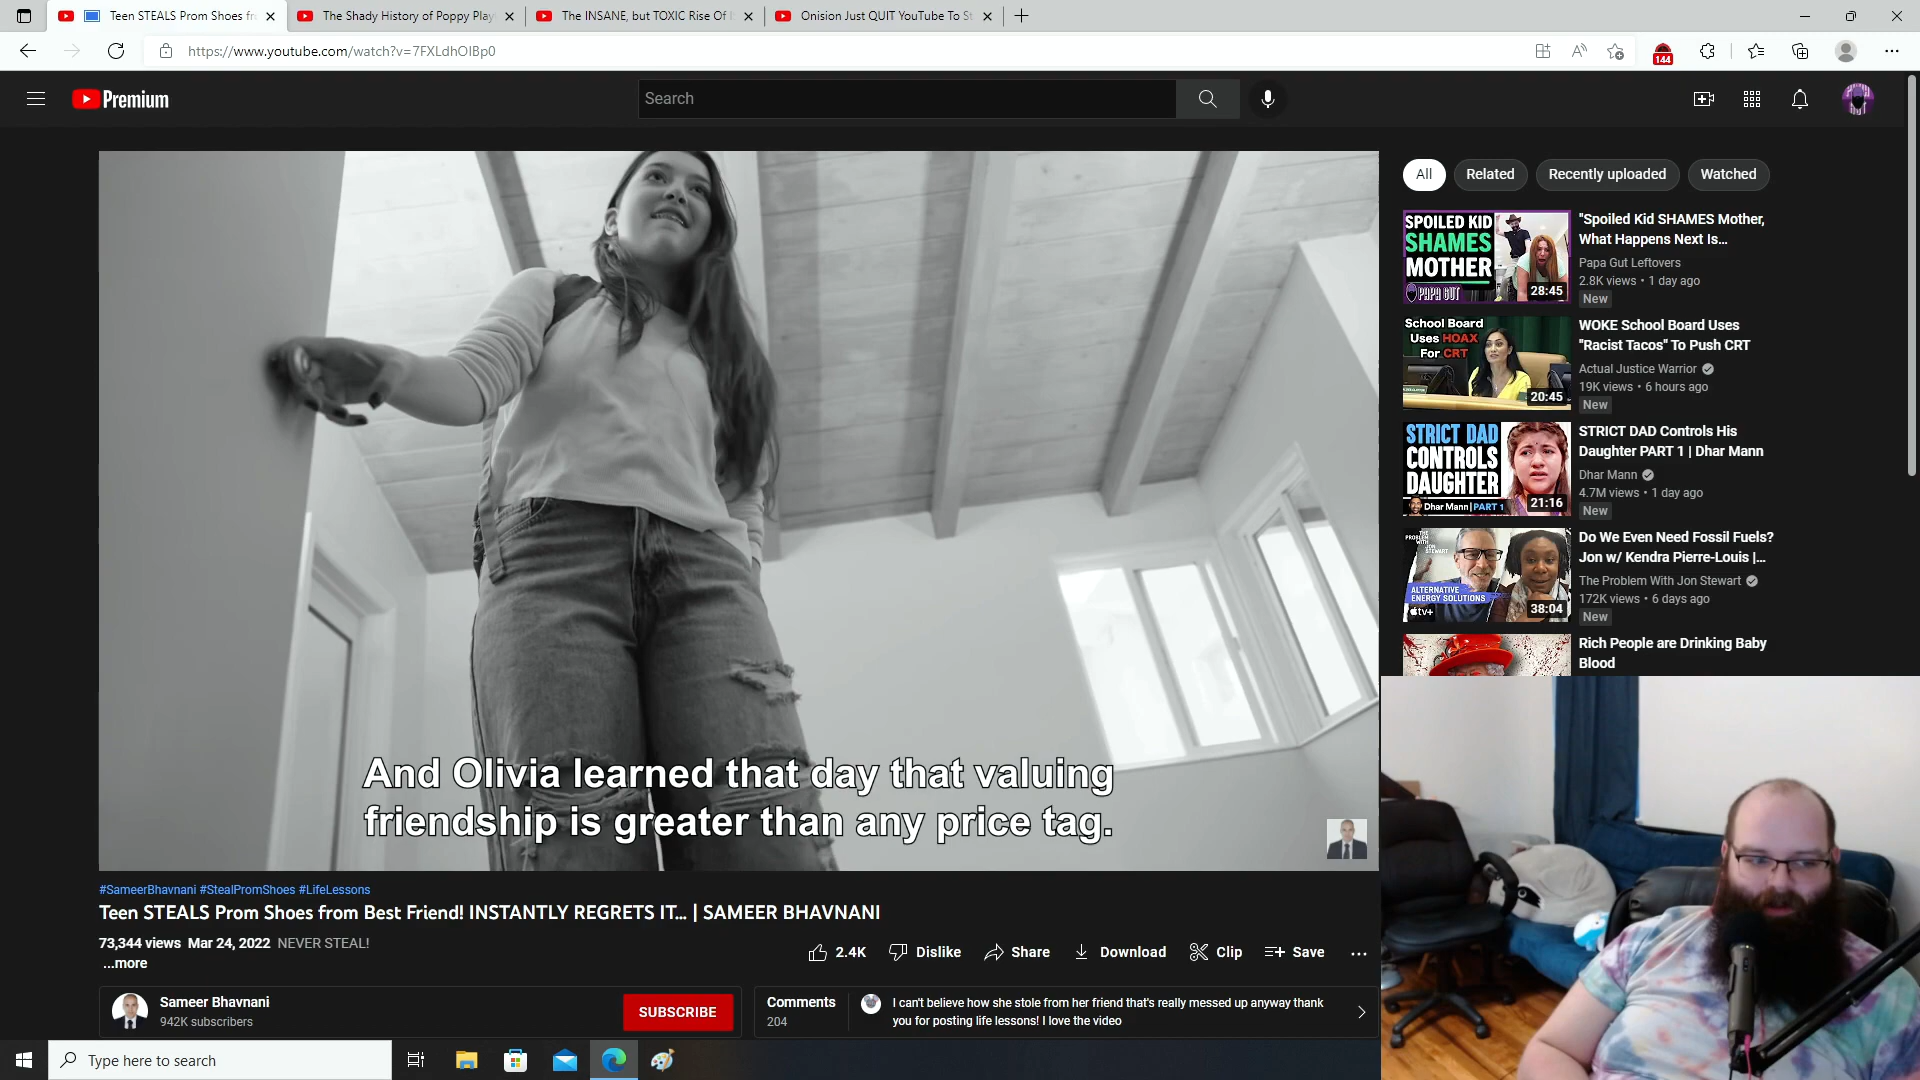 Teen STEALS Prom Shoes fr
The Shady History of Poppy Play
The INSANE, but TOXIC Rise Of
Onision Just QUIT YouTube To St
https://www.youtube.com/watch?v=7FXLdhOIBp0
144
Premium
Search
All
Related
Recently uploaded
Watched
SPOILED KID
SHAMES
MOTHER
PAPA GUT
28:45
"Spoiled Kid SHAMES Mother,
What Happens Next Is...
Papa Gut Leftovers
2.8K views • 1 day ago
New
School Board
Uses HOAX
For CRT
20:45
WOKE School Board Uses
"Racist Tacos" To Push CRT
Actual Justice Warrior
19K views • 6 hours ago
New
STRICT DAD
CONTROLS
DAUGHTER
Dhar Mann | PART 1
21:16
STRICT DAD Controls His
Daughter PART 1 | Dhar Mann
Dhar Mann
4.7M views • 1 day ago
New
THE
PROBLEM
WITH
JON
STEWART
ALTERNATIVE
ENERGY SOLUTIONS
tv+
38:04
Do We Even Need Fossil Fuels?
Jon w/ Kendra Pierre-Louis |...
The Problem With Jon Stewart
172K views • 6 days ago
New
Rich People are Drinking Baby
Blood
And Olivia learned that day that valuing
friendship is greater than any price tag.
#SameerBhavnani #StealPromShoes #LifeLessons
Teen STEALS Prom Shoes from Best Friend! INSTANTLY REGRETS IT... | SAMEER BHAVNANI
73,344 views Mar 24, 2022 NEVER STEAL!
...more
2.4K
Dislike
Share
Download
Clip
Save
Sameer Bhavnani
942K subscribers
SUBSCRIBE
Comments
204
I can't believe how she stole from her friend that's really messed up anyway thank
you for posting life lessons! I love the video
Type here to search